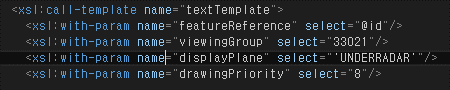 <xsl:call-template name="textTemplate">
<xsl:with-param name="featureReference" select="@id"/>
<xsl:with-param name="viewingGroup" select="33021"/>
<xsl:with-param name="displayPlane" select="'UNDERRADAR'"/>
<xsl:with-param name="drawingPriority" select="8"/>